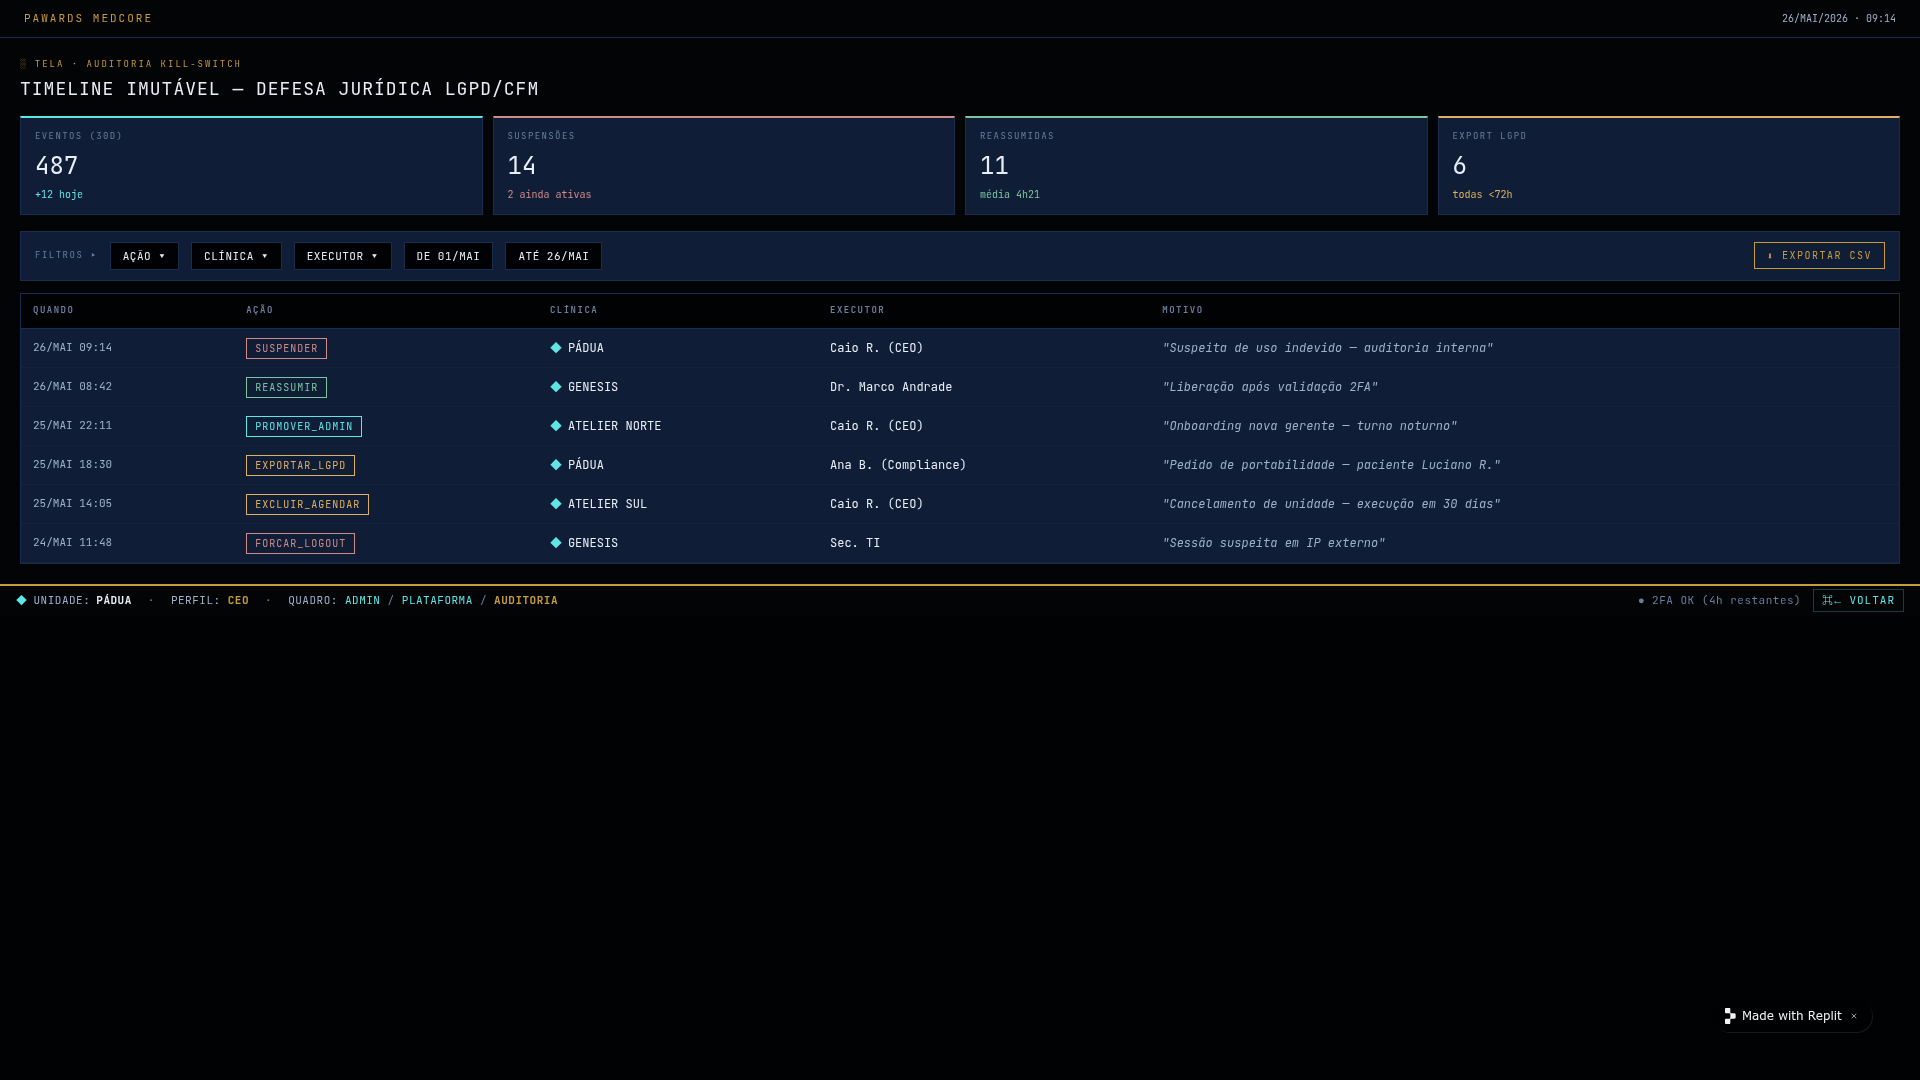 PAWARDS MEDCORE
26/MAI/2026 · 09:14
░ TELA · AUDITORIA KILL-SWITCH
TIMELINE IMUTÁVEL — DEFESA JURÍDICA LGPD/CFM
EVENTOS (30D)
487
+12 hoje
SUSPENSÕES
14
2 ainda ativas
REASSUMIDAS
11
média 4h21
EXPORT LGPD
6
todas <72h
FILTROS ▸ AÇÃO ▾ CLÍNICA ▾ EXECUTOR ▾ DE 01/MAI ATÉ 26/MAI ⬇ EXPORTAR CSV
QUANDO AÇÃO CLÍNICA EXECUTOR MOTIVO
26/MAI 09:14 SUSPENDER ◆ PÁDUA Caio R. (CEO) "Suspeita de uso indevido — auditoria interna"
26/MAI 08:42 REASSUMIR ◆ GENESIS Dr. Marco Andrade "Liberação após validação 2FA"
25/MAI 22:11 PROMOVER_ADMIN ◆ ATELIER NORTE Caio R. (CEO) "Onboarding nova gerente — turno noturno"
25/MAI 18:30 EXPORTAR_LGPD ◆ PÁDUA Ana B. (Compliance) "Pedido de portabilidade — paciente Luciano R."
25/MAI 14:05 EXCLUIR_AGENDAR ◆ ATELIER SUL Caio R. (CEO) "Cancelamento de unidade — execução em 30 dias"
24/MAI 11:48 FORCAR_LOGOUT ◆ GENESIS Sec. TI "Sessão suspeita em IP externo"
◆ UNIDADE: PÁDUA · PERFIL: CEO · QUADRO: ADMIN / PLATAFORMA / AUDITORIA
● 2FA OK (4h restantes) ⌘← VOLTAR
Made with Replit ×